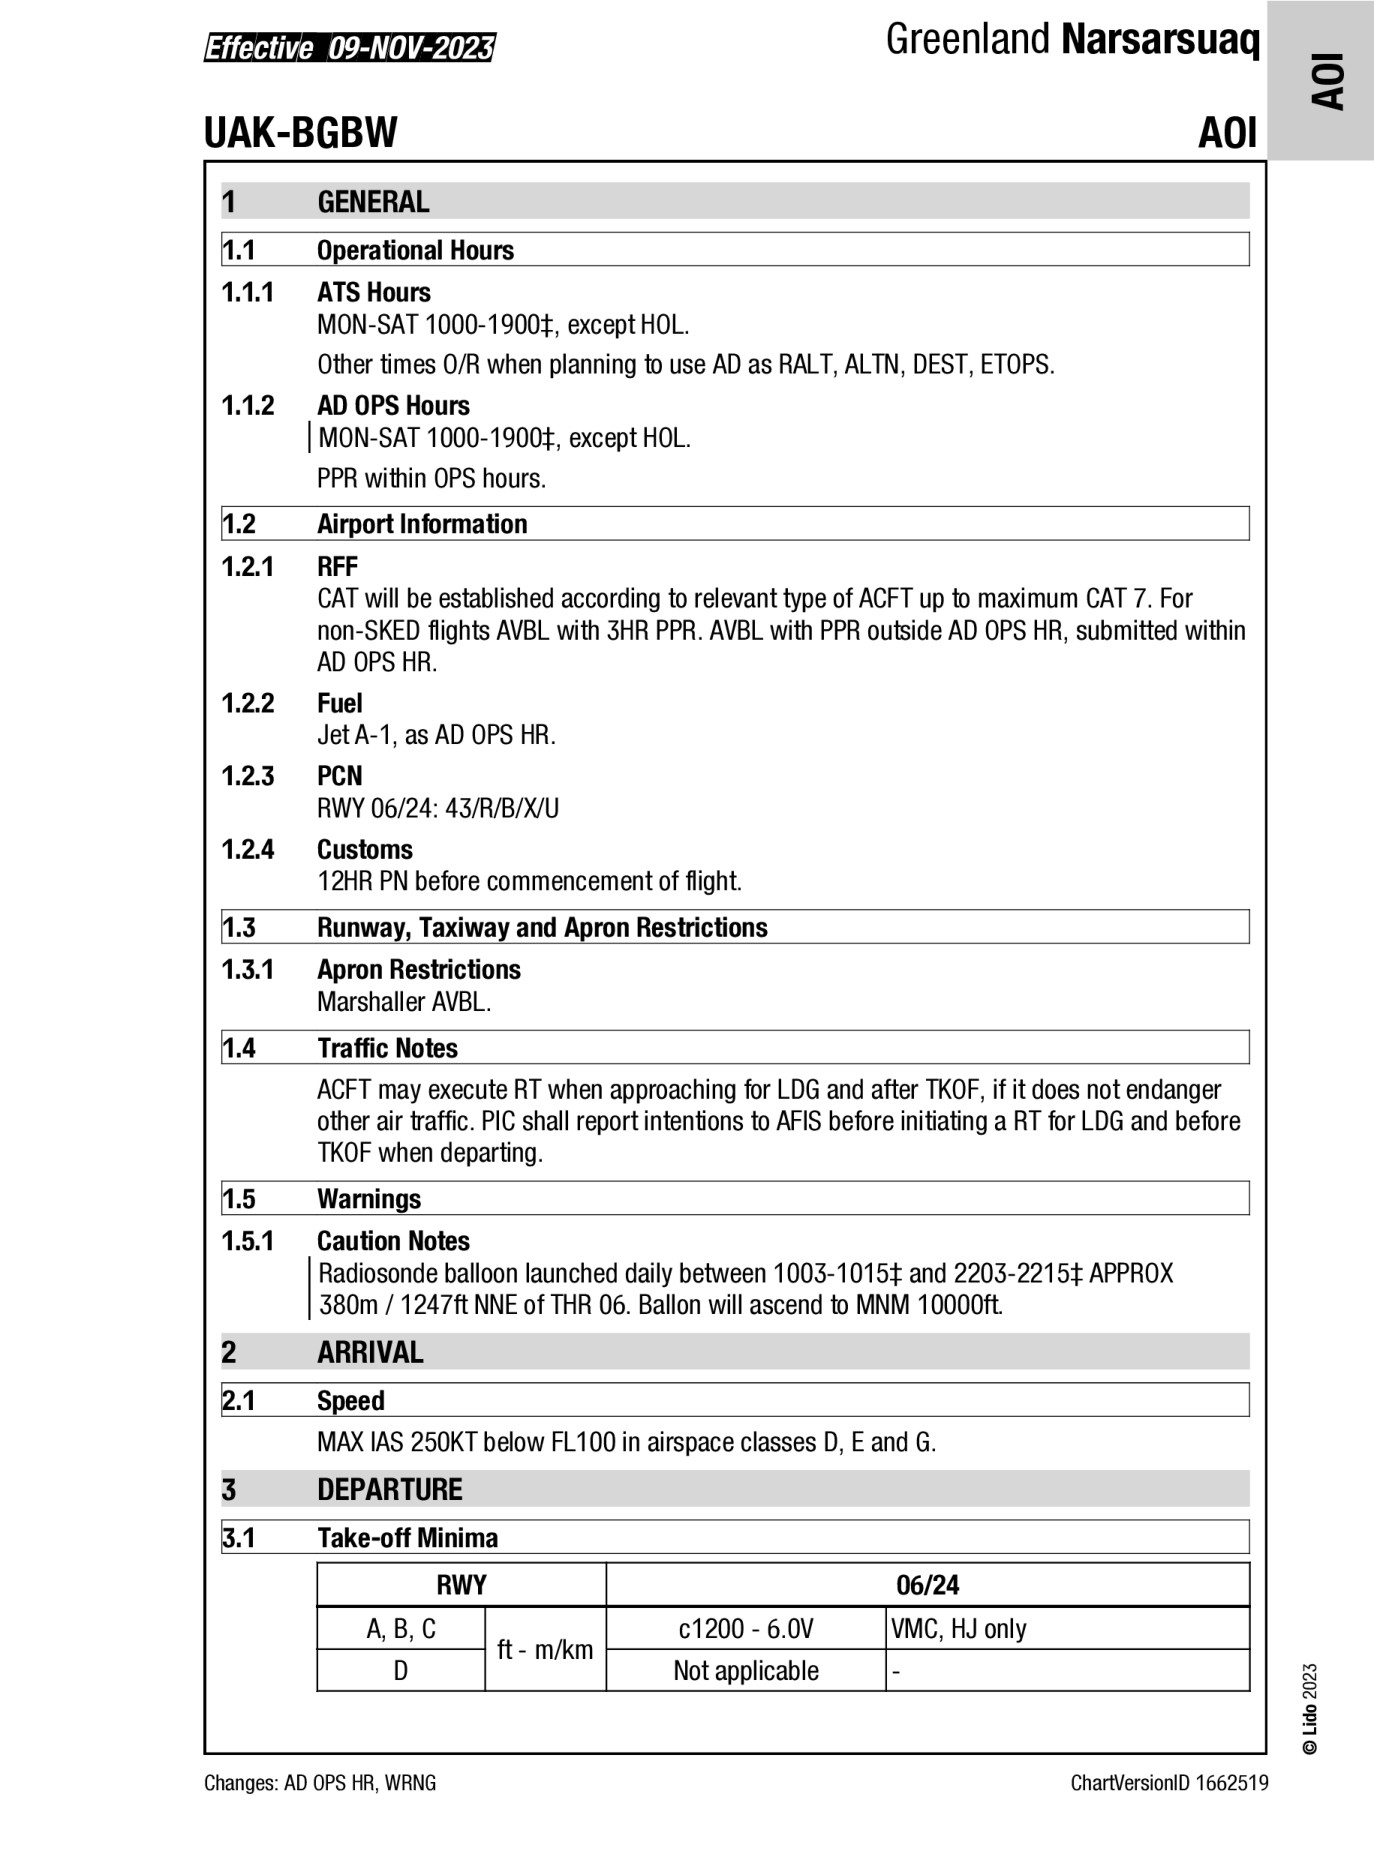 Effective 09-NOV-2023
Greenland Narsarsuaq
AOI
UAK-BGBW
AOI
1 GENERAL
1.1 Operational Hours
1.1.1 ATS Hours
MON-SAT 1000-1900‡, except HOL.
Other times O/R when planning to use AD as RALT, ALTN, DEST, ETOPS.
1.1.2 AD OPS Hours
MON-SAT 1000-1900‡, except HOL.
PPR within OPS hours.
1.2 Airport Information
1.2.1 RFF
CAT will be established according to relevant type of ACFT up to maximum CAT 7. For
non-SKED flights AVBL with 3HR PPR. AVBL with PPR outside AD OPS HR, submitted within
AD OPS HR.
1.2.2 Fuel
Jet A-1, as AD OPS HR.
1.2.3 PCN
RWY 06/24: 43/R/B/X/U
1.2.4 Customs
12HR PN before commencement of flight.
1.3 Runway, Taxiway and Apron Restrictions
1.3.1 Apron Restrictions
Marshaller AVBL.
1.4 Traffic Notes
ACFT may execute RT when approaching for LDG and after TKOF, if it does not endanger
other air traffic. PIC shall report intentions to AFIS before initiating a RT for LDG and before
TKOF when departing.
1.5 Warnings
1.5.1 Caution Notes
Radiosonde balloon launched daily between 1003-1015‡ and 2203-2215‡ APPROX
380m / 1247ft NNE of THR 06. Ballon will ascend to MNM 10000ft.
2 ARRIVAL
2.1 Speed
MAX IAS 250KT below FL100 in airspace classes D, E and G.
3 DEPARTURE
3.1 Take-off Minima
RWY 06/24
A, B, C ft - m/km c1200 - 6.0V VMC, HJ only
D Not applicable -
© Lido 2023
Changes: AD OPS HR, WRNG
ChartVersionID 1662519